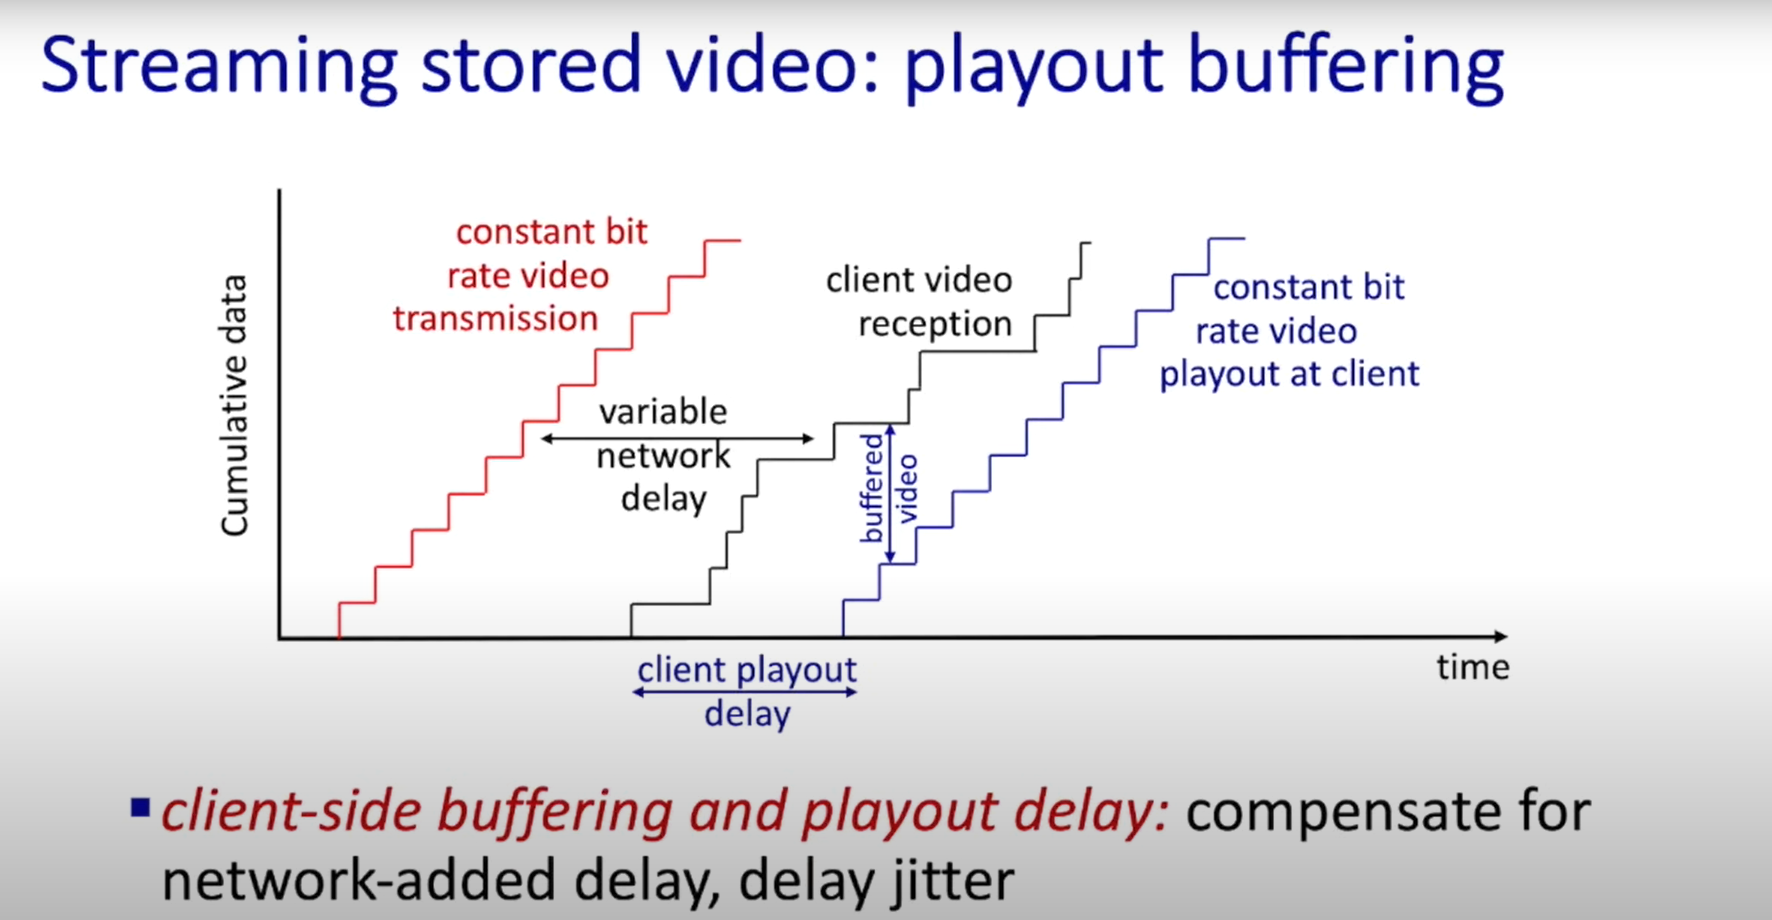 Streaming stored video: playout buffering
constant bit
rate video
transmission
client video
reception
constant bit
rate video
playout at client
Cumulative data
variable
network
delay
buffered
video
client playout
delay
time
▪ client-side buffering and playout delay: compensate for
network-added delay, delay jitter